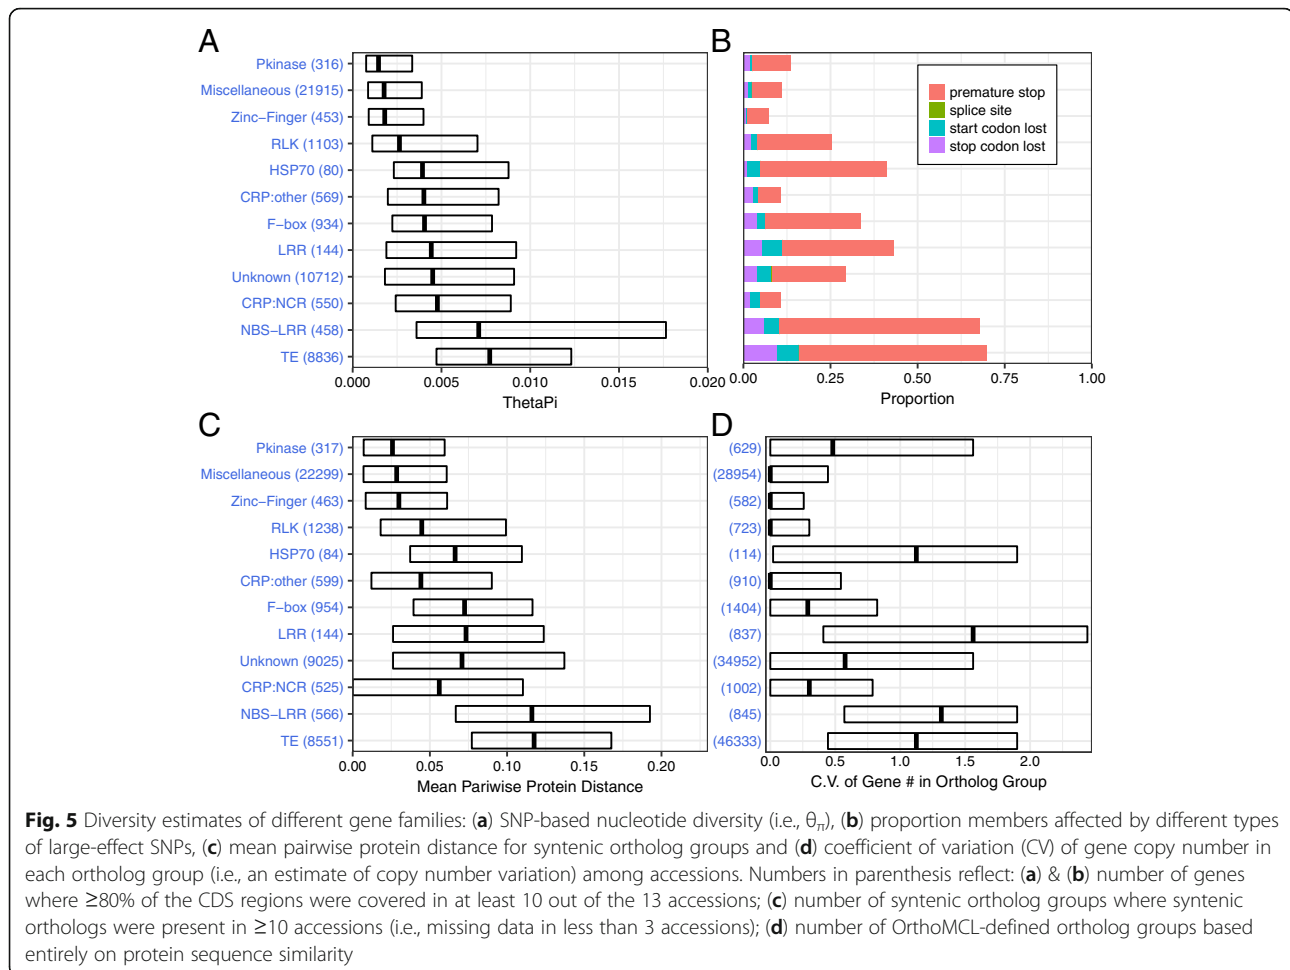 A
Pkinase (316)
Miscellaneous (21915)
Zinc−Finger (453)
RLK (1103)
HSP70 (80)
CRP:other (569)
F−box (934)
LRR (144)
Unknown (10712)
CRP:NCR (550)
NBS−LRR (458)
TE (8836)
0.000 0.005 0.010 0.015 0.020
ThetaPi
B
premature stop
splice site
start codon lost
stop codon lost
0.00 0.25 0.50 0.75 1.00
Proportion
C
Pkinase (317)
Miscellaneous (22299)
Zinc−Finger (463)
RLK (1238)
HSP70 (84)
CRP:other (599)
F−box (954)
LRR (144)
Unknown (9025)
CRP:NCR (525)
NBS−LRR (566)
TE (8551)
0.00 0.05 0.10 0.15 0.20
Mean Pariwise Protein Distance
D
(629)
(28954)
(582)
(723)
(114)
(910)
(1404)
(837)
(34952)
(1002)
(845)
(46333)
0.0 0.5 1.0 1.5 2.0
C.V. of Gene # in Ortholog Group
Fig. 5 Diversity estimates of different gene families: (a) SNP-based nucleotide diversity (i.e., θπ), (b) proportion members affected by different types
of large-effect SNPs, (c) mean pairwise protein distance for syntenic ortholog groups and (d) coefficient of variation (CV) of gene copy number in
each ortholog group (i.e., an estimate of copy number variation) among accessions. Numbers in parenthesis reflect: (a) & (b) number of genes
where ≥80% of the CDS regions were covered in at least 10 out of the 13 accessions; (c) number of syntenic ortholog groups where syntenic
orthologs were present in ≥10 accessions (i.e., missing data in less than 3 accessions); (d) number of OrthoMCL-defined ortholog groups based
entirely on protein sequence similarity